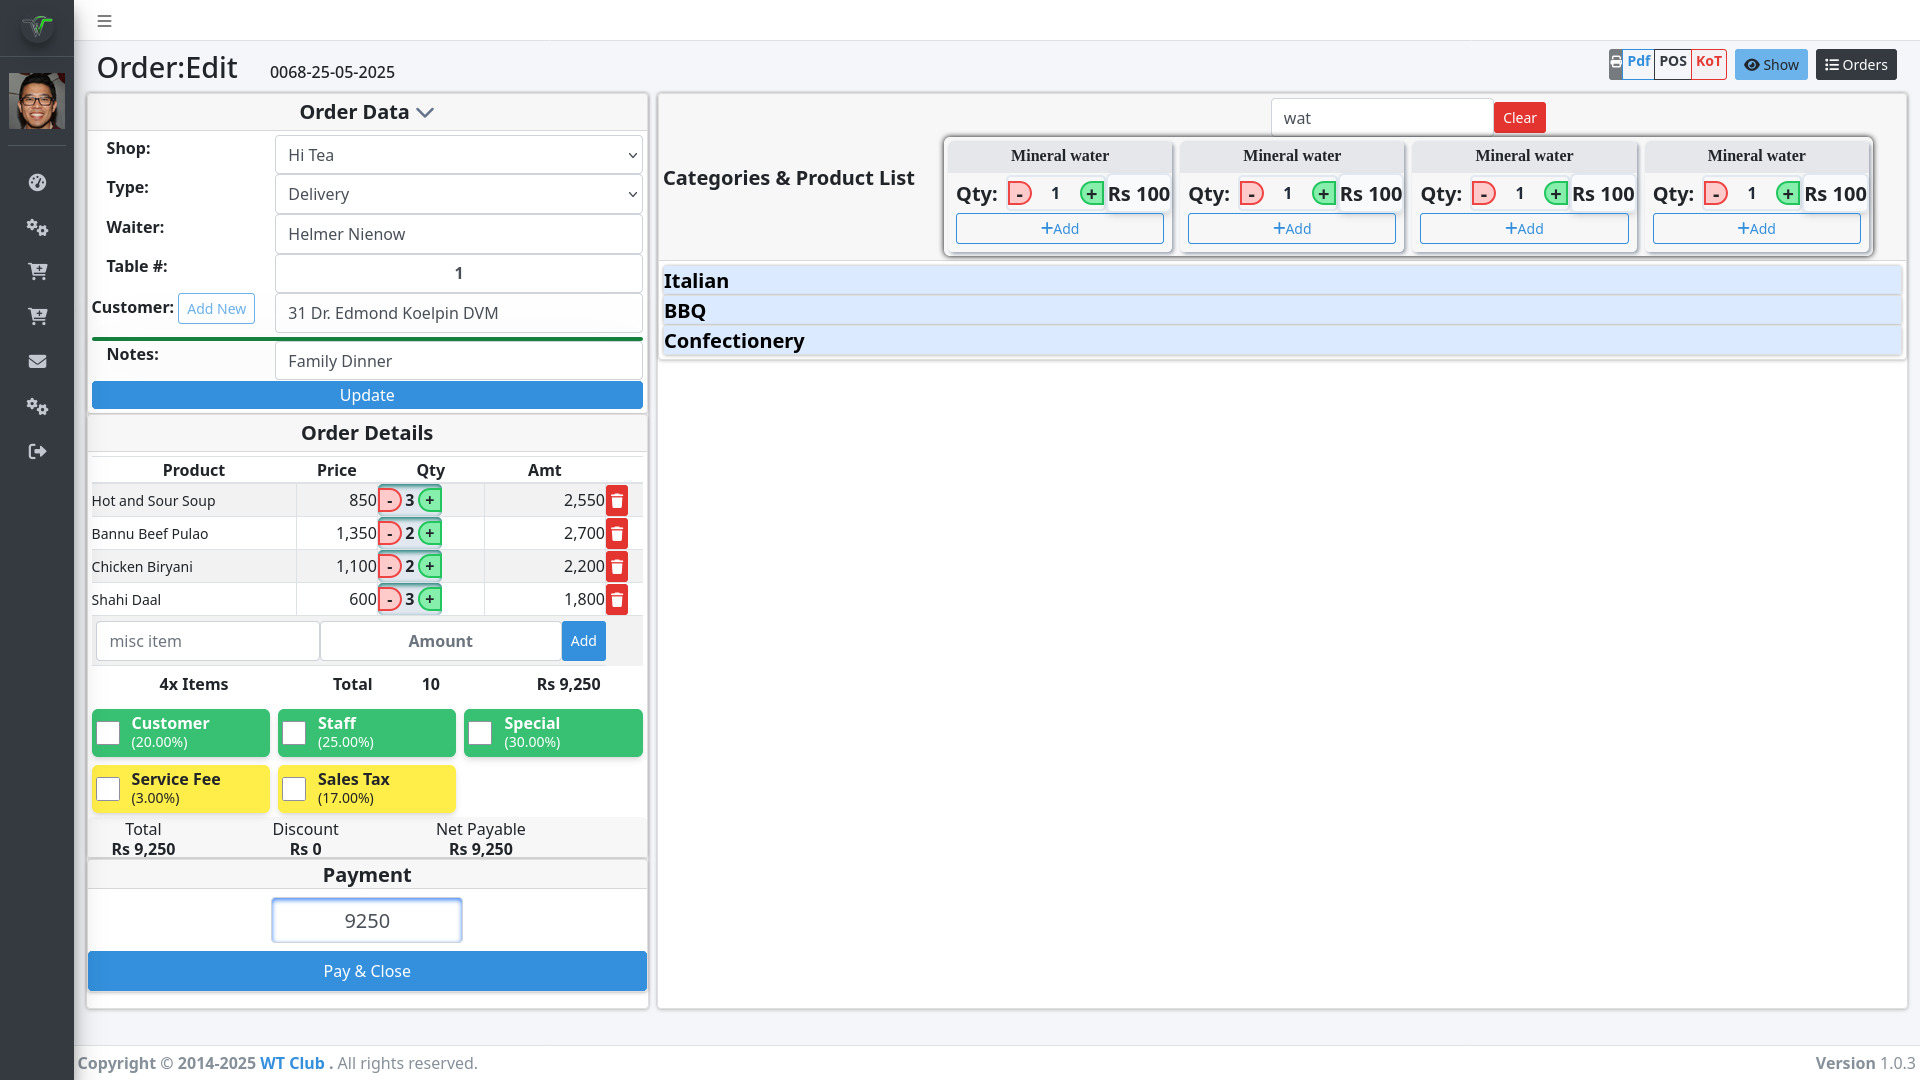 Order:Edit 0068-25-05-2025
Pdf POS KoT Show Orders
Order Data
Shop: Hi Tea
Type: Delivery
Waiter: Helmer Nienow
Table #: 1
Customer: Add New 31 Dr. Edmond Koelpin DVM
Notes: Family Dinner
Update
Order Details
Product Price Qty Amt
Hot and Sour Soup 850 - 3 + 2,550
Bannu Beef Pulao 1,350 - 2 + 2,700
Chicken Biryani 1,100 - 2 + 2,200
Shahi Daal 600 - 3 + 1,800
misc item Amount Add
4x Items Total 10 Rs 9,250
Customer Staff Special
(20.00%) (25.00%) (30.00%)
Service Fee Sales Tax
(3.00%) (17.00%)
Total Discount Net Payable
Rs 9,250 Rs 0 Rs 9,250
Payment
9250
Pay & Close
wat Clear
Categories & Product List
Mineral water Mineral water Mineral water Mineral water
Qty: - 1 + Rs 100 Qty: - 1 + Rs 100 Qty: - 1 + Rs 100 Qty: - 1 + Rs 100
+Add +Add +Add +Add
Italian
BBQ
Confectionery
Copyright © 2014-2025 WT Club . All rights reserved. Version 1.0.3